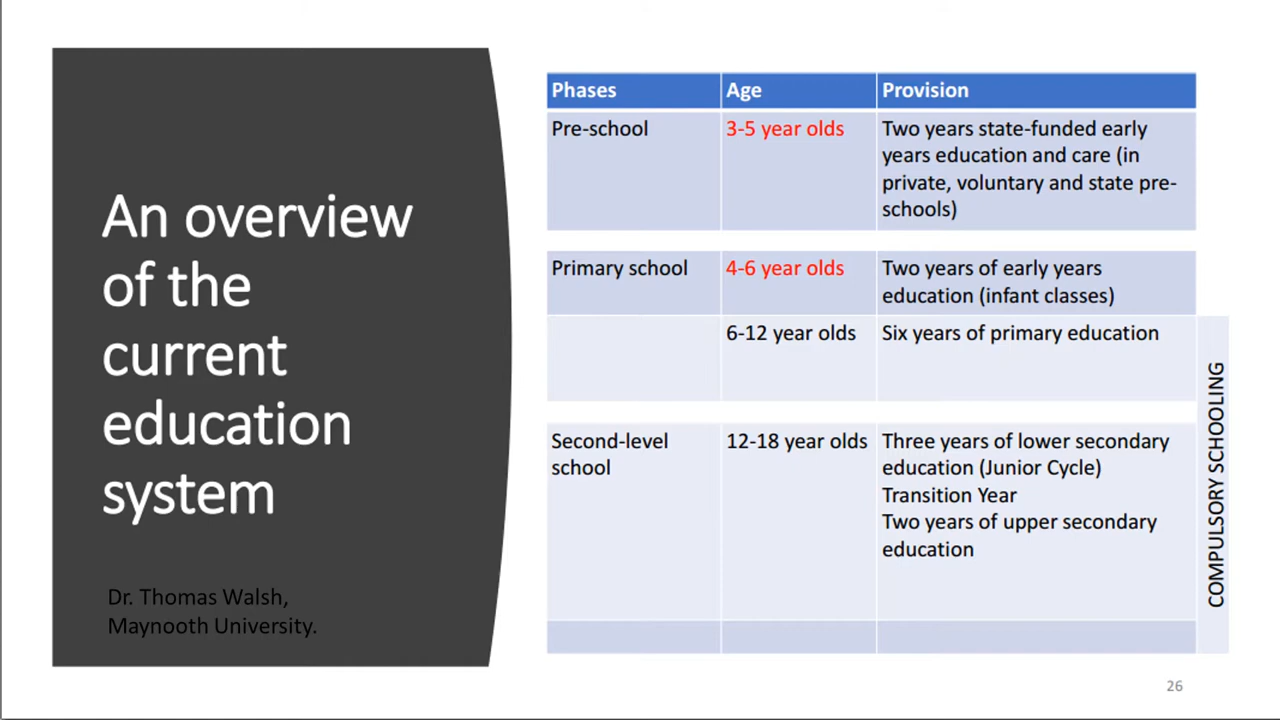 An overview
of the
current
education
system
Dr. Thomas Walsh,
Maynooth University.
Phases Age Provision
Pre-school 3-5 year olds Two years state-funded early
years education and care (in
private, voluntary and state pre-
schools)
Primary school 4-6 year olds Two years of early years
education (infant classes)
6-12 year olds Six years of primary education
Second-level 12-18 year olds Three years of lower secondary
school education (Junior Cycle)
Transition Year
Two years of upper secondary
education
COMPULSORY SCHOOLING
26